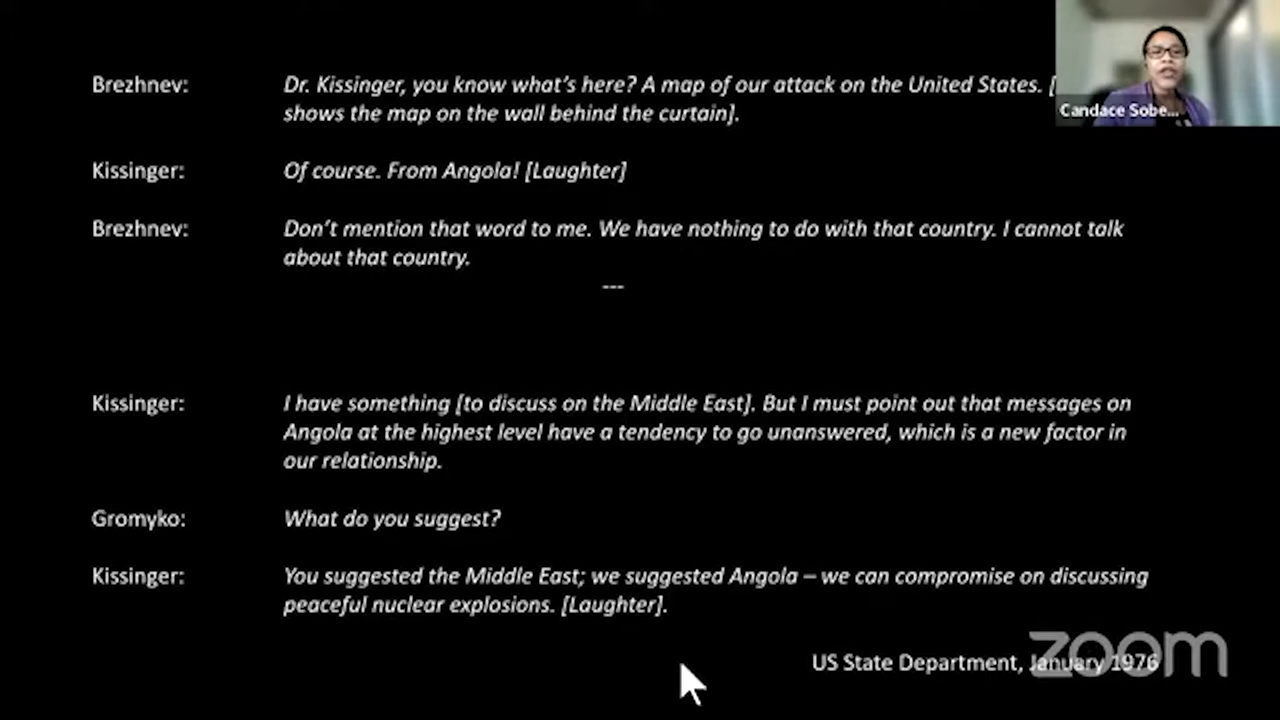 Brezhnev: Dr. Kissinger, you know what's here? A map of our attack on the United States. [
shows the map on the wall behind the curtain].
Candace Sobe...
Kissinger: Of course. From Angola! [Laughter]
Brezhnev: Don't mention that word to me. We have nothing to do with that country. I cannot talk
about that country.
---
Kissinger: I have something [to discuss on the Middle East]. But I must point out that messages on
Angola at the highest level have a tendency to go unanswered, which is a new factor in
our relationship.
Gromyko: What do you suggest?
Kissinger: You suggested the Middle East; we suggested Angola – we can compromise on discussing
peaceful nuclear explosions. [Laughter].
US State Department, January 1976
zoom